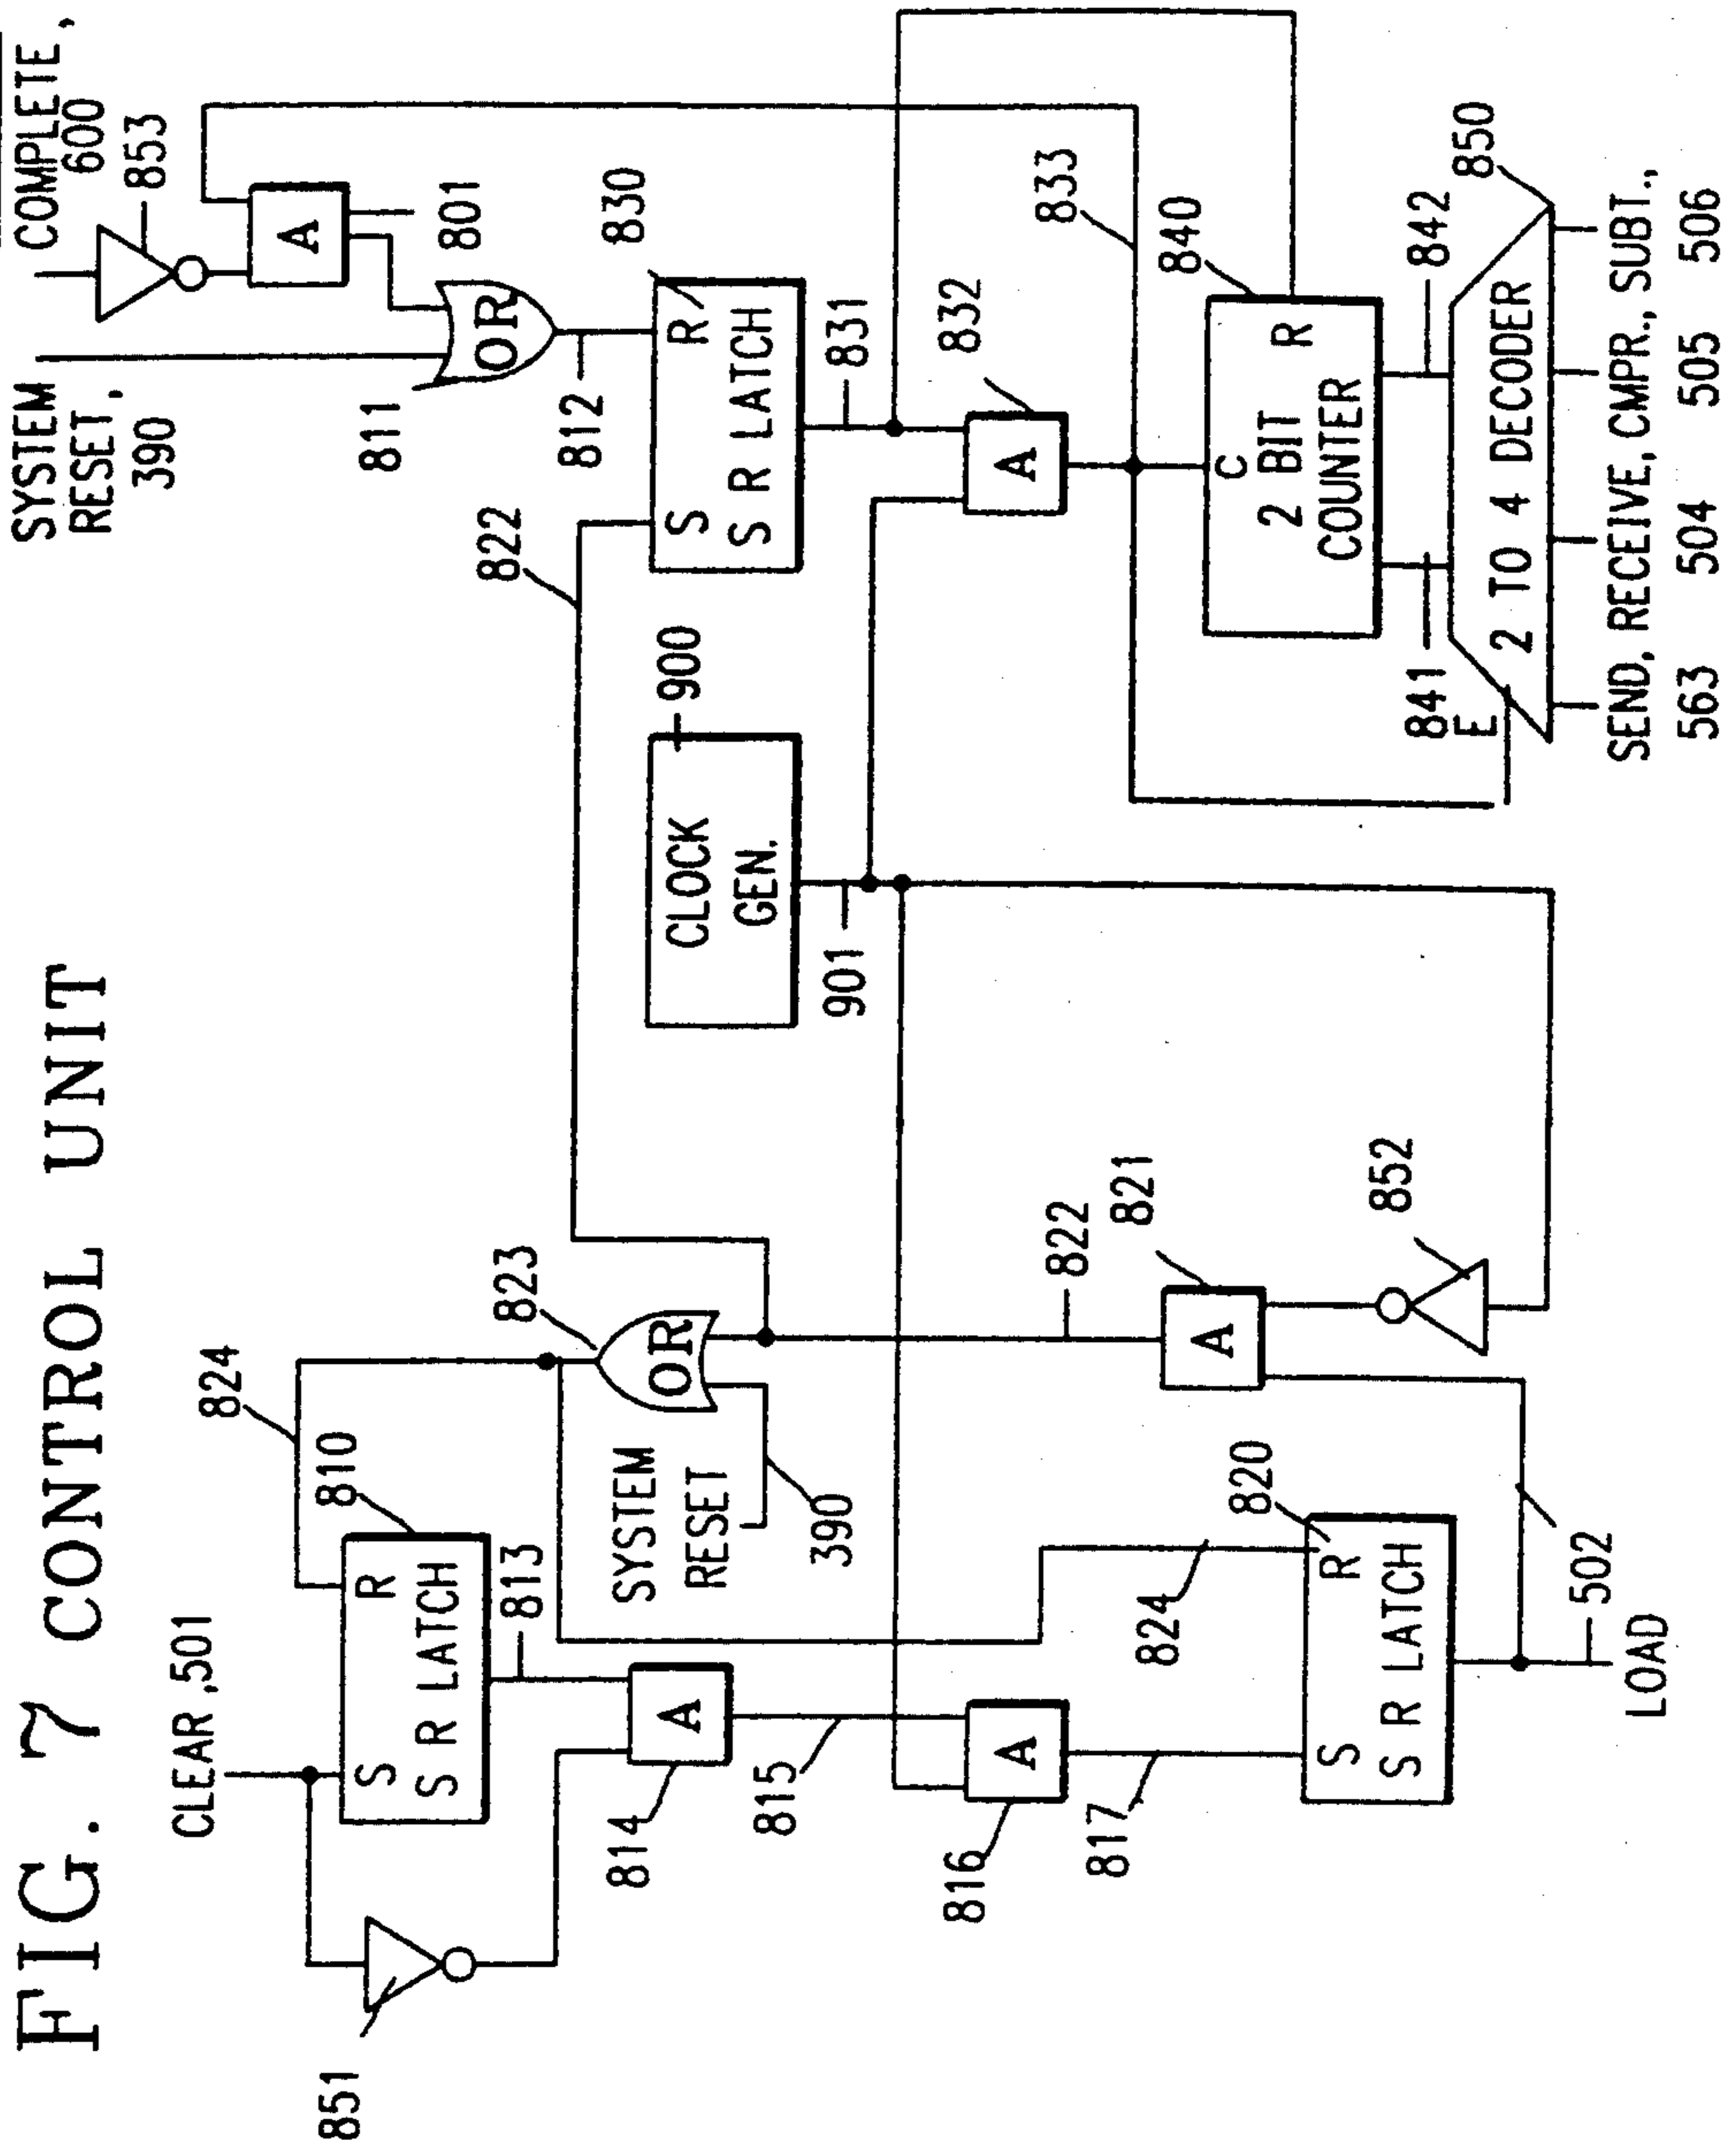 FIG. 7 CONTROL UNIT
SYSTEM
RESET,
390
COMPLETE,
600
853
A
801
811
OR
812
830
S
R
S R LATCH
822
831
832
A
833
840
C
R
2
BIT
COUNTER
841
842
E
850
2 TO 4 DECODER
SEND, RECEIVE, CMPR., SUBT.,
563 504 505 506
CLOCK
GEN.
900
901
CLEAR,501
824
810
S
R
S R LATCH
813
851
814
A
815
816
A
817
823
OR
SYSTEM
RESET
390
822
821
A
852
824
820
S
R
S R LATCH
502
LOAD